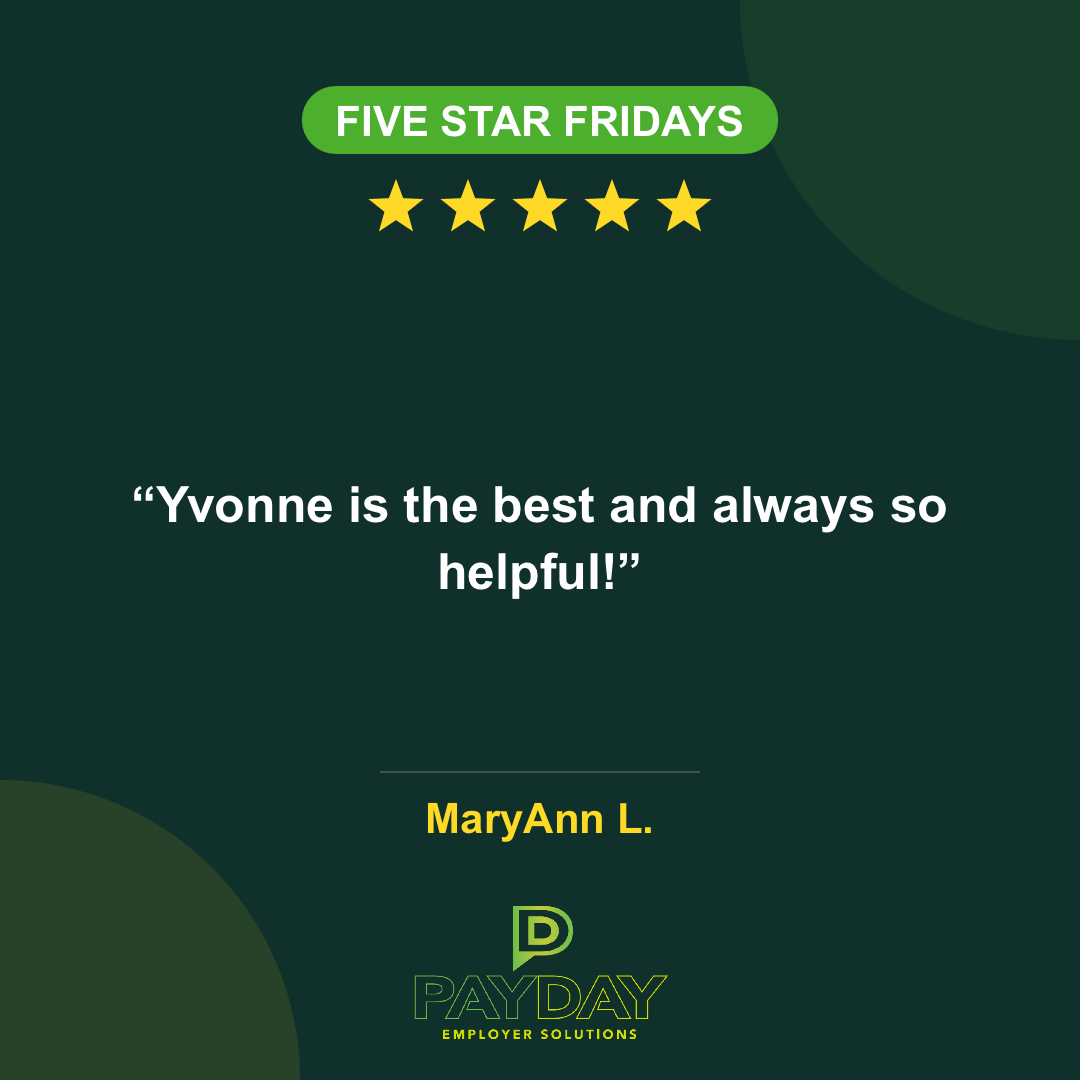 FIVE STAR FRIDAYS
“Yvonne is the best and always so
helpful!”
MaryAnn L.
PAYDAY
EMPLOYER SOLUTIONS